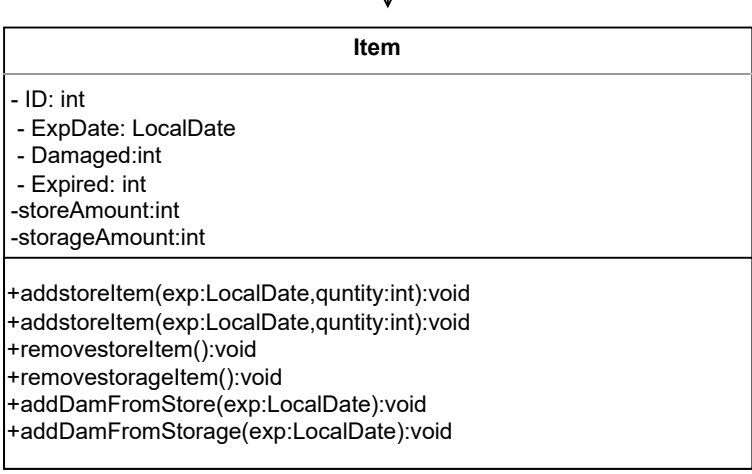 Item
- ID: int
- ExpDate: LocalDate
- Damaged:int
- Expired: int
-storeAmount:int
-storageAmount:int
+addstoreItem(exp:LocalDate,quntity:int):void
+addstoreItem(exp:LocalDate,quntity:int):void
+removestoreItem():void
+removestorageItem():void
+addDamFromStore(exp:LocalDate):void
+addDamFromStorage(exp:LocalDate):void